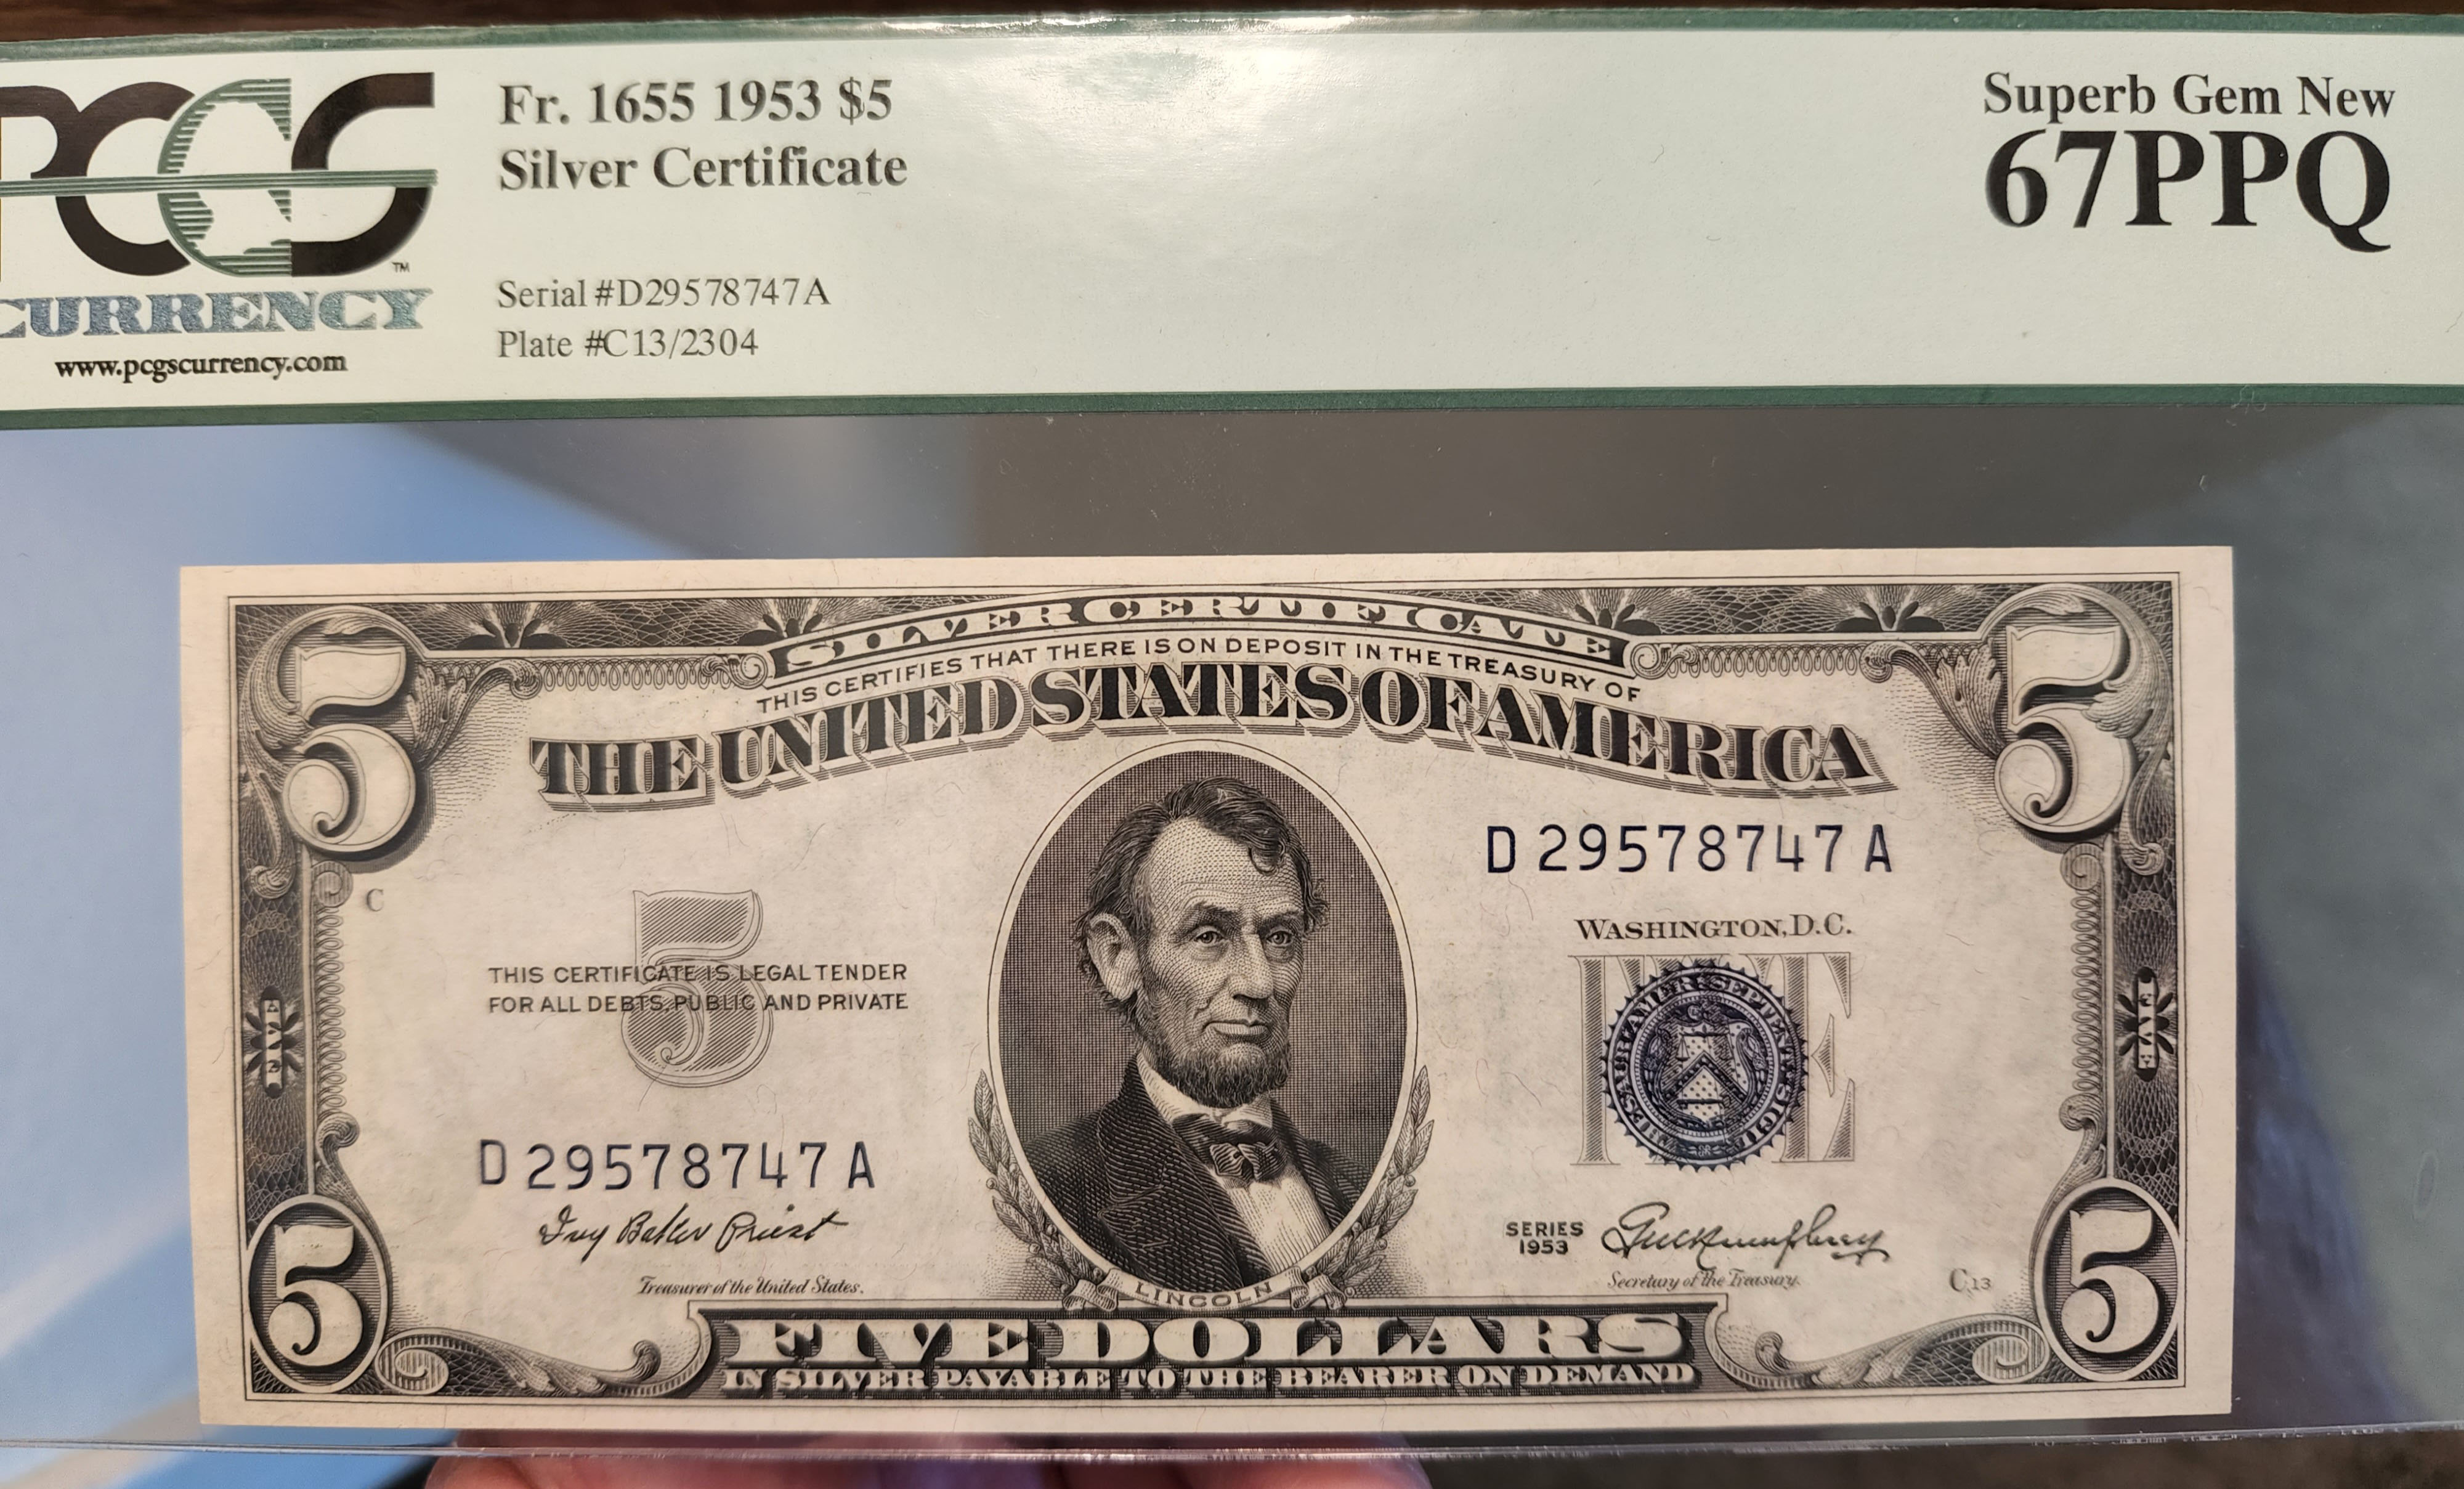 PCGS
TM
CURRENCY
www.pcgscurrency.com
Fr. 1655 1953 $5
Silver Certificate
Serial #D29578747A
Plate #C13/2304
Superb Gem New
67PPQ
SILVER CERTIFICATE
THIS CERTIFIES THAT THERE IS ON DEPOSIT IN THE TREASURY OF
THE UNITED STATES OF AMERICA
5
5
D 29578747 A
C
5
THIS CERTIFICATE IS LEGAL TENDER
FOR ALL DEBTS, PUBLIC AND PRIVATE
WASHINGTON, D.C.
FIVE
FIVE
FIVE
D 29578747 A
Ivy Baker Priest
Treasurer of the United States.
SERIES
1953
G M Humphrey
Secretary of the Treasury.
C13
LINCOLN
5
5
FIVE DOLLARS
IN SILVER PAYABLE TO THE BEARER ON DEMAND